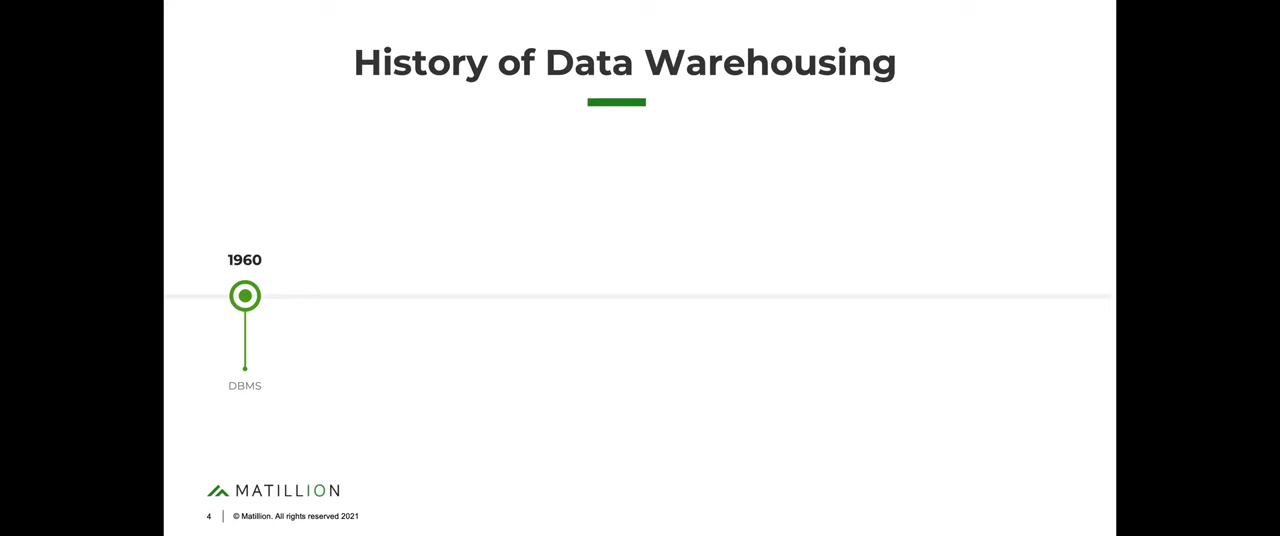 History of Data Warehousing
1960
DBMS
MATILLION
4 © Matillion. All rights reserved 2021